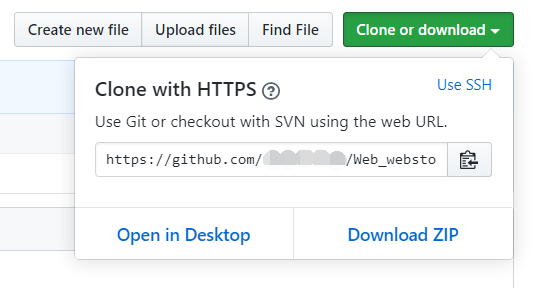 Create new file Upload files Find File Clone or download
Clone with HTTPS Use SSH
Use Git or checkout with SVN using the web URL.
https://github.com/ /Web_websto
Open in Desktop Download ZIP